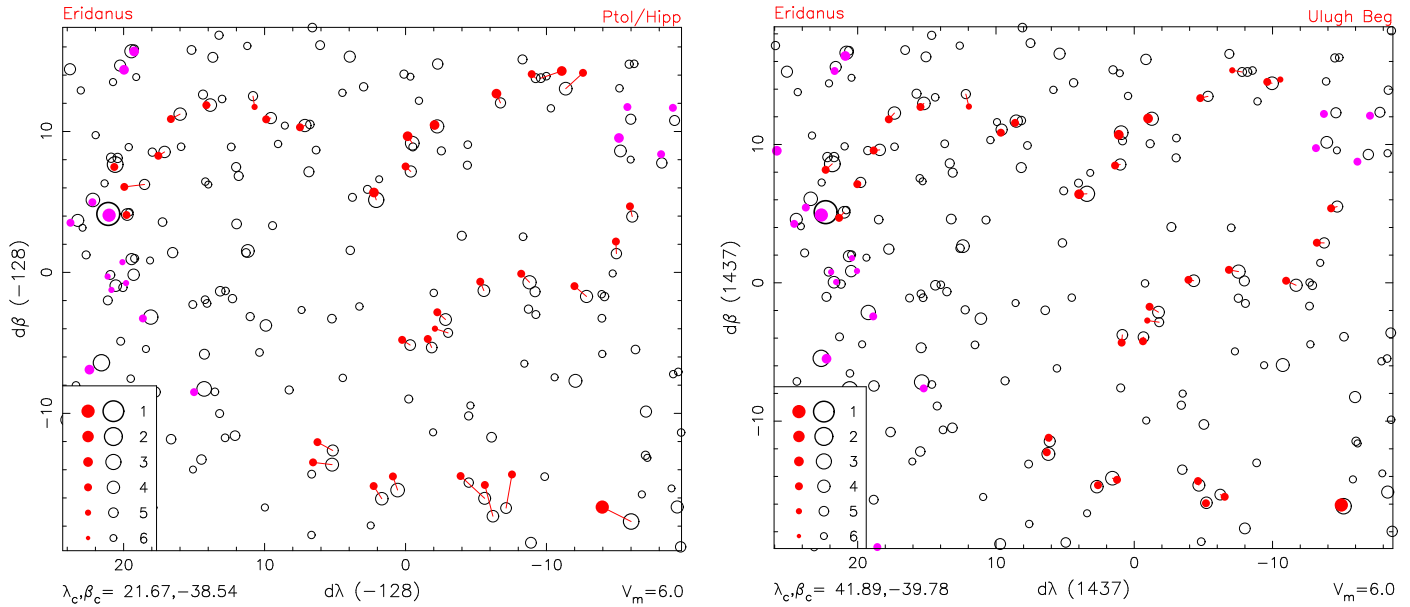 Eridanus
Ptol/Hipp
10
0
-10
dβ (-128)
1
2
3
4
5
6
20
10
0
-10
λc,βc= 21.67,-38.54
dλ (-128)
Vm=6.0
Eridanus
Ulugh Beg
10
0
-10
dβ (1437)
1
2
3
4
5
6
20
10
0
-10
λc,βc= 41.89,-39.78
dλ (1437)
Vm=6.0